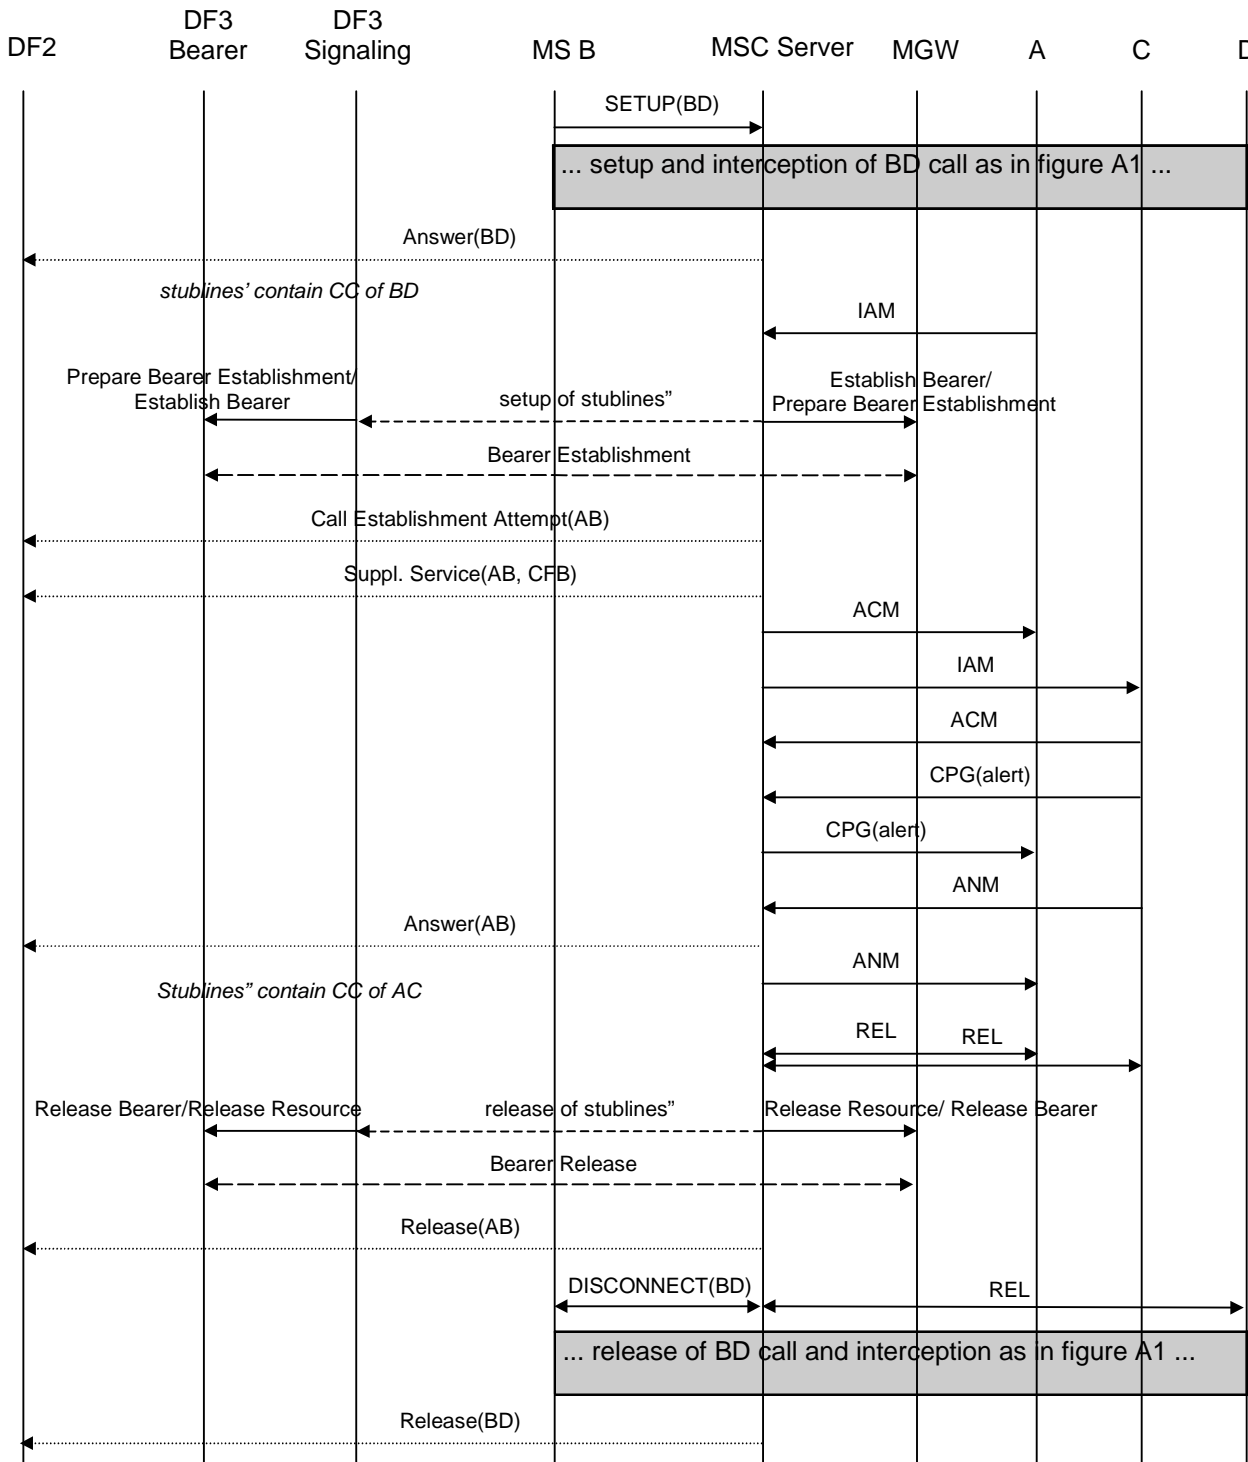 DF2
DF3
Bearer
DF3
Signaling
MS B
MSC Server
MGW
A
C
D
SETUP(BD)
... setup and interception of BD call as in figure A1 ...
Answer(BD)
stublines’ contain CC of BD
IAM
Prepare Bearer Establishment/
Establish Bearer
setup of stublines”
Establish Bearer/
Prepare Bearer Establishment
Bearer Establishment
Call Establishment Attempt(AB)
Suppl. Service(AB, CFB)
ACM
IAM
ACM
CPG(alert)
CPG(alert)
ANM
Answer(AB)
ANM
Stublines” contain CC of AC
REL
REL
Release Bearer/Release Resource
release of stublines”
Release Resource/ Release Bearer
Bearer Release
Release(AB)
DISCONNECT(BD)
REL
... release of BD call and interception as in figure A1 ...
Release(BD)